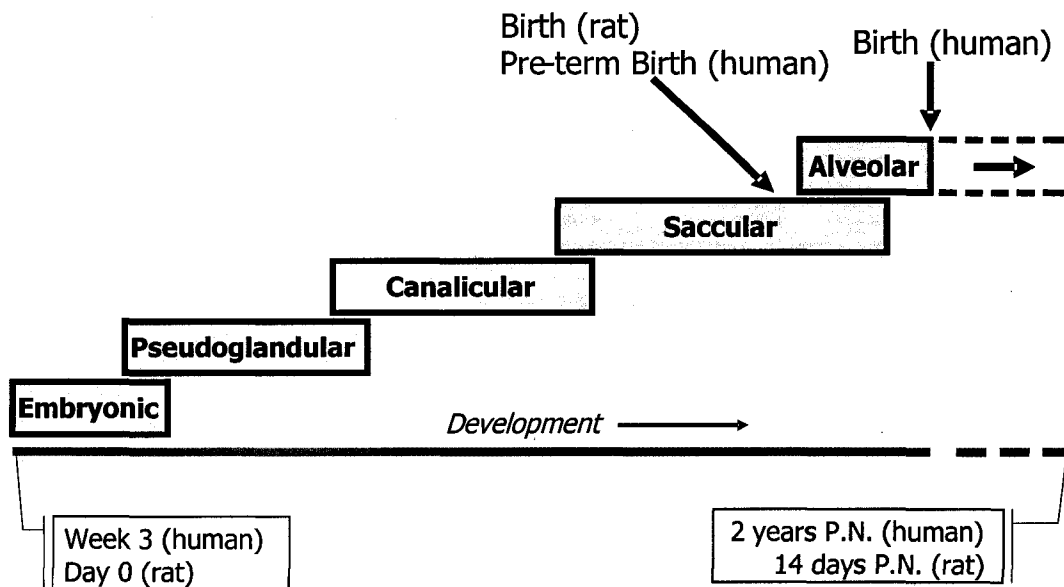 Birth (rat)
Pre-term Birth (human)
Birth (human)
Alveolar
Saccular
Canalicular
Pseudoglandular
Embryonic
Development
Week 3 (human)
Day 0 (rat)
2 years P.N. (human)
14 days P.N. (rat)